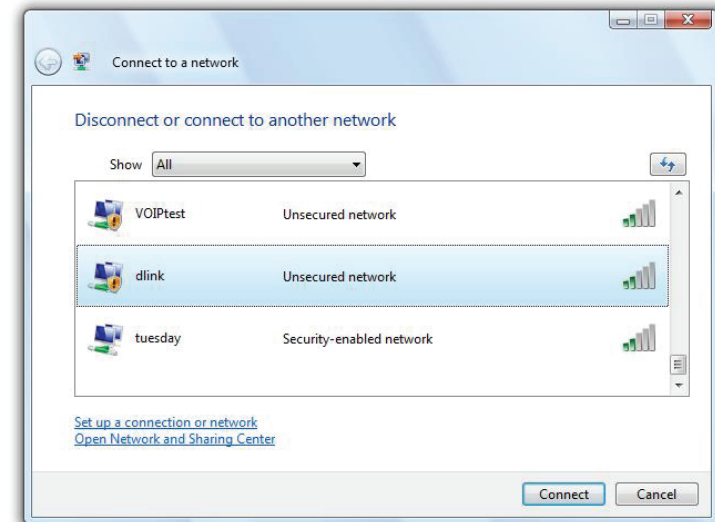 Connect to a network
Disconnect or connect to another network
Show All
VOIPtest Unsecured network
dlink Unsecured network
tuesday Security-enabled network
Set up a connection or network
Open Network and Sharing Center
Connect Cancel